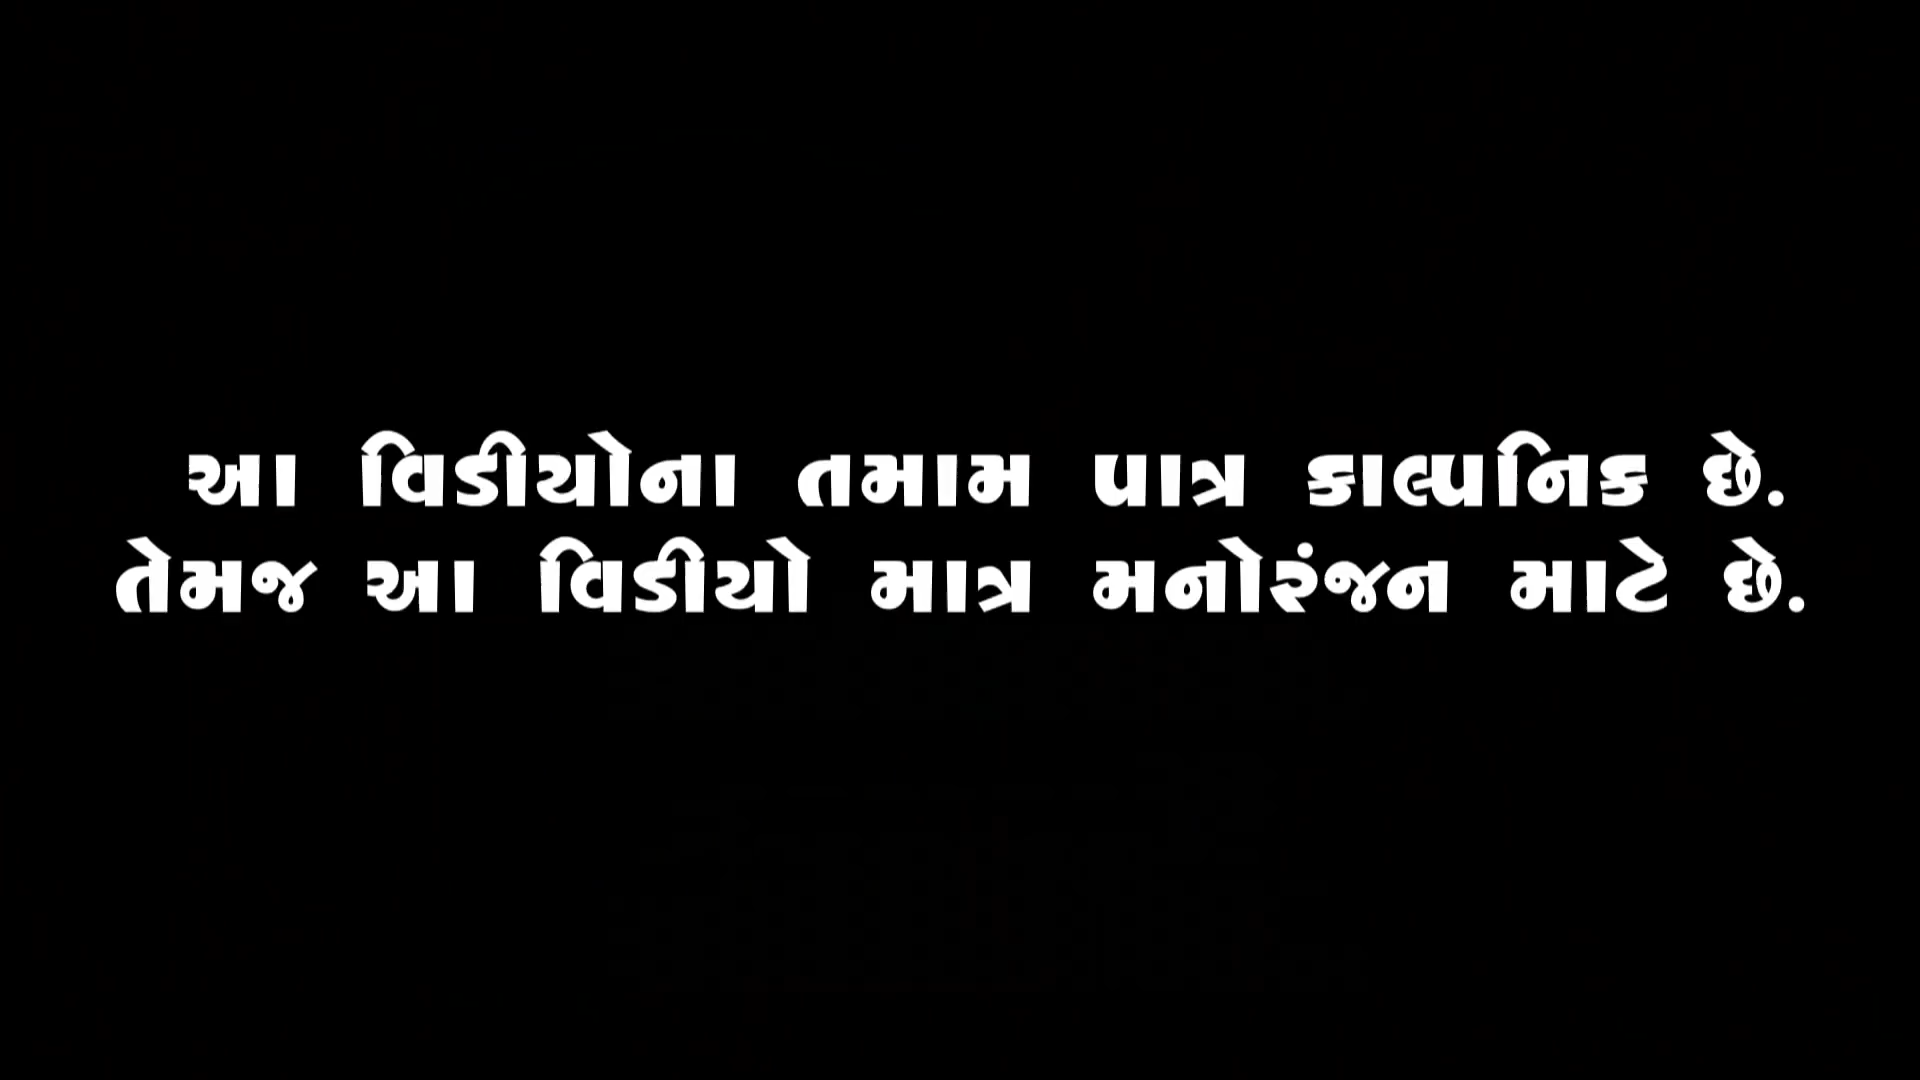 આ વિડીયોના તમામ પાત્ર કાલ્પનિક છે.
તેમજ આ વિડીયો માત્ર મનોરંજન માટે છે.